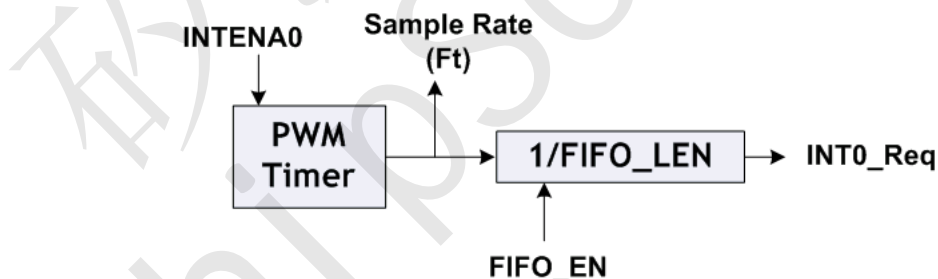 INTENA0
Sample Rate
(Ft)
PWM
Timer
1/FIFO_LEN
INT0_Req
FIFO_EN